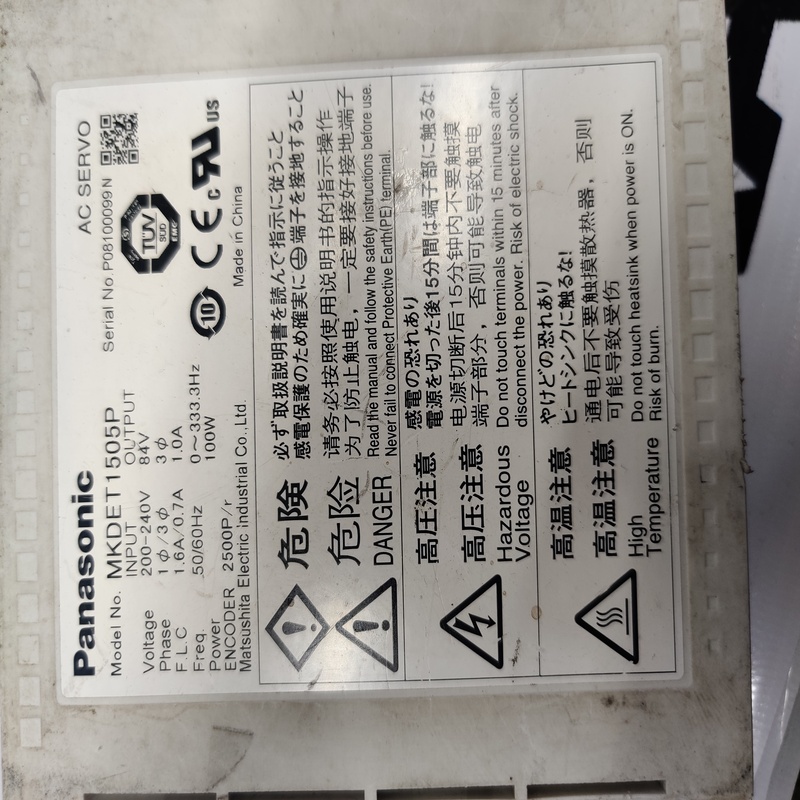 Panasonic
AC SERVO
Model No. MKDET1505P
Serial No.P08100099N
INPUT OUTPUT
Voltage 200-240V 84V
Phase 1φ/3φ 3φ
F.L.C 1.6A/0.7A 1.0A
Freq. 50/60Hz 0~333.3Hz
Power 100W
ENCODER 2500P/r
Matsushita Electric Industrial Co.,Ltd.
Made in China
TÜV
SÜD
EMC
10
CE
c RU US
危険
危险
DANGER
必ず取扱説明書を読んで指示に従うこと
感電保護のため確実に端子を接地すること
请务必按照使用说明书的指示操作
为了防止触电，一定要接好接地端子
Read the manual and follow the safety instructions before use.
Never fail to connect Protective Earth(PE) terminal.
高圧注意
高压注意
Hazardous
Voltage
感電の恐れあり
電源を切った後15分間は端子部に触るな!
电源切断后15分钟内不要触摸
端子部分，否则可能导致触电
Do not touch terminals within 15 minutes after
disconnect the power. Risk of electric shock.
高温注意
高温注意
High
Temperature
やけどの恐れあり
ヒートシンクに触るな!
通电后不要触摸散热器，否则
可能导致受伤
Do not touch heatsink when power is ON.
Risk of burn.